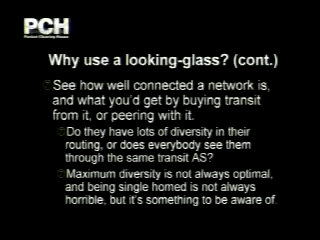 PCH
Packet Clearing House
Why use a looking-glass? (cont.)
See how well connected a network is,
and what you'd get by buying transit
from it, or peering with it.
Do they have lots of diversity in their
routing, or does everybody see them
through the same transit AS?
Maximum diversity is not always optimal,
and being single homed is not always
horrible, but it's something to be aware of.